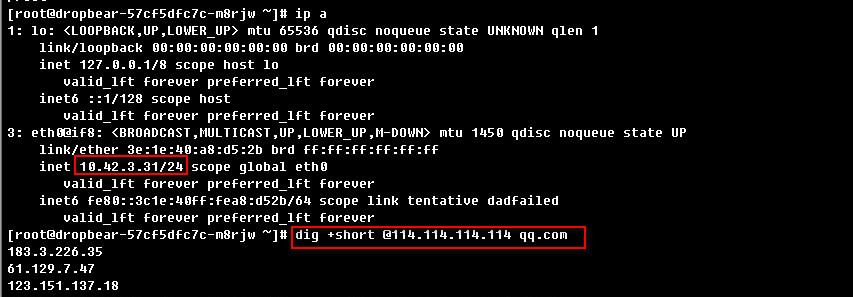 [root@dropbear-57cf5dfc7c-m8rjw ~]# ip a
1: lo: <LOOPBACK,UP,LOWER_UP> mtu 65536 qdisc noqueue state UNKNOWN qlen 1
    link/loopback 00:00:00:00:00:00 brd 00:00:00:00:00:00
    inet 127.0.0.1/8 scope host lo
       valid_lft forever preferred_lft forever
    inet6 ::1/128 scope host
       valid_lft forever preferred_lft forever
3: eth0@if8: <BROADCAST,MULTICAST,UP,LOWER_UP,M-DOWN> mtu 1450 qdisc noqueue state UP
    link/ether 3e:1e:40:a8:d5:2b brd ff:ff:ff:ff:ff:ff
    inet 10.42.3.31/24 scope global eth0
       valid_lft forever preferred_lft forever
    inet6 fe80::3c1e:40ff:fea8:d52b/64 scope link tentative dadfailed
       valid_lft forever preferred_lft forever
[root@dropbear-57cf5dfc7c-m8rjw ~]# dig +short @114.114.114.114 qq.com
183.3.226.35
61.129.7.47
123.151.137.18